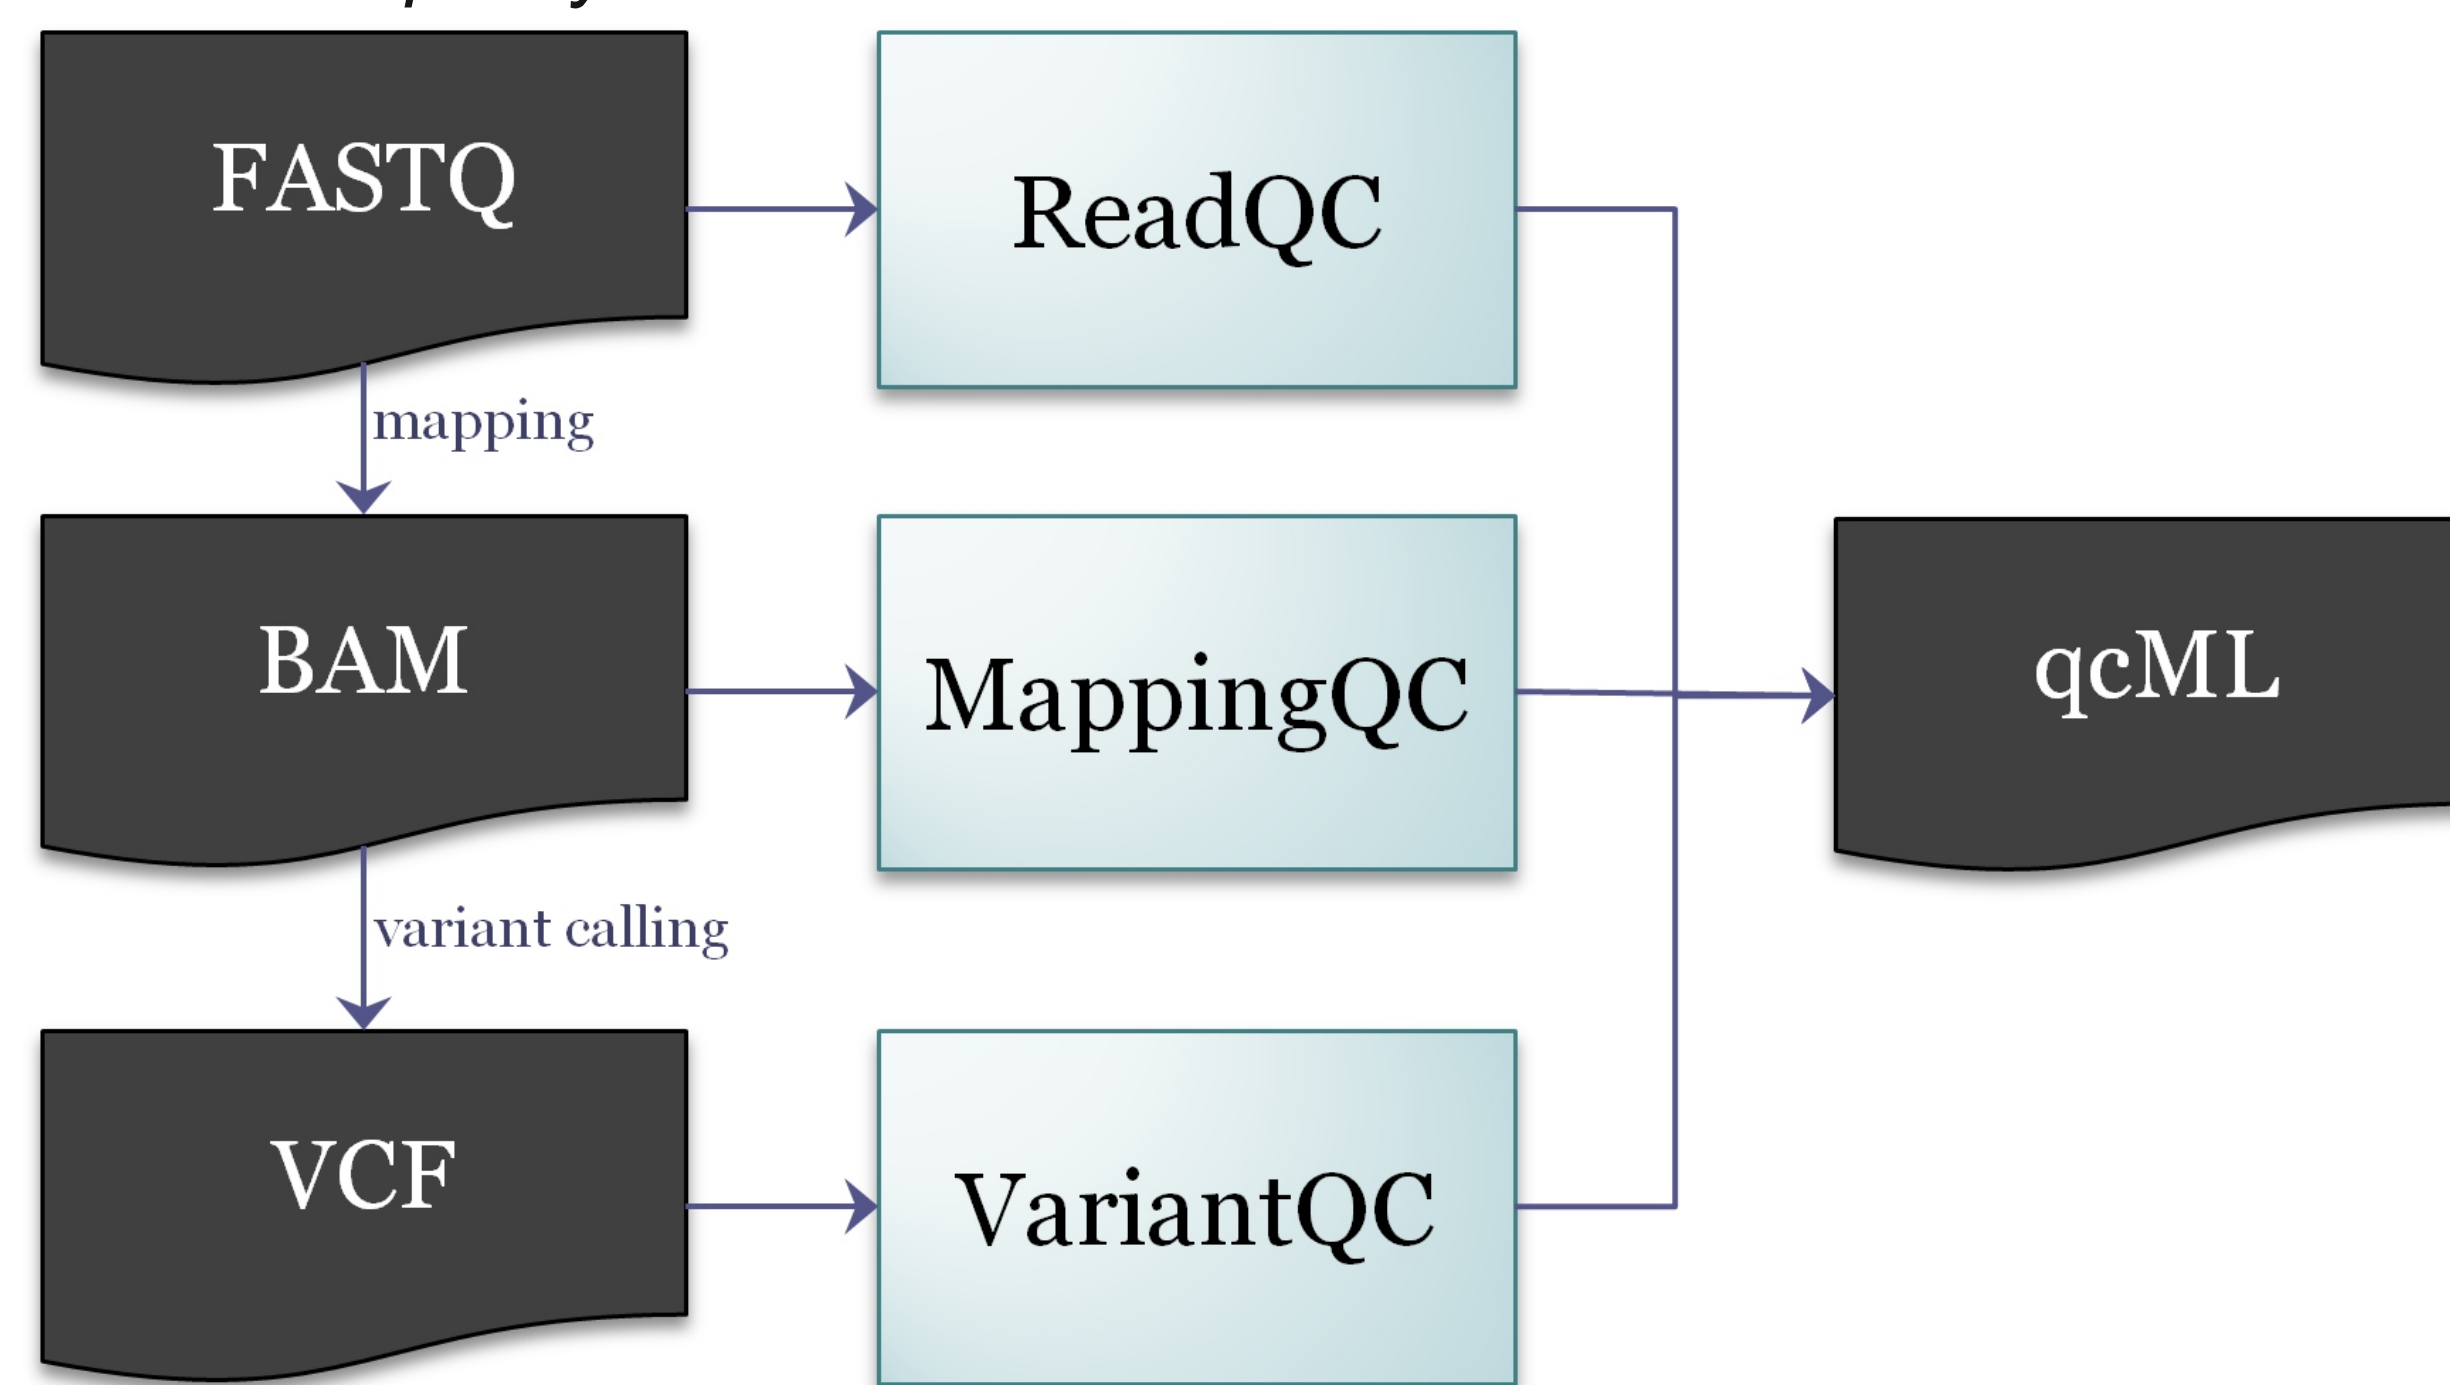 FASTQ
ReadQC
mapping
BAM
MappingQC
qcML
variant calling
VCF
VariantQC